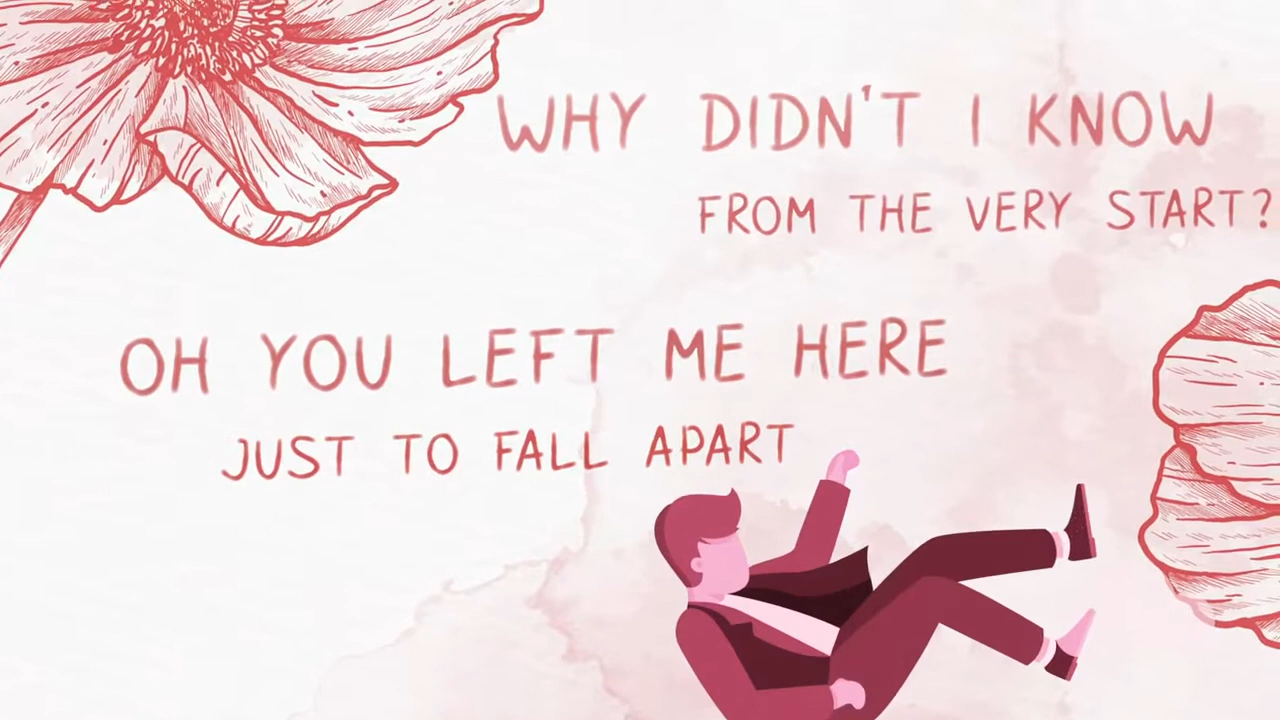 WHY DIDN'T I KNOW
FROM THE VERY START?
OH YOU LEFT ME HERE
JUST TO FALL APART